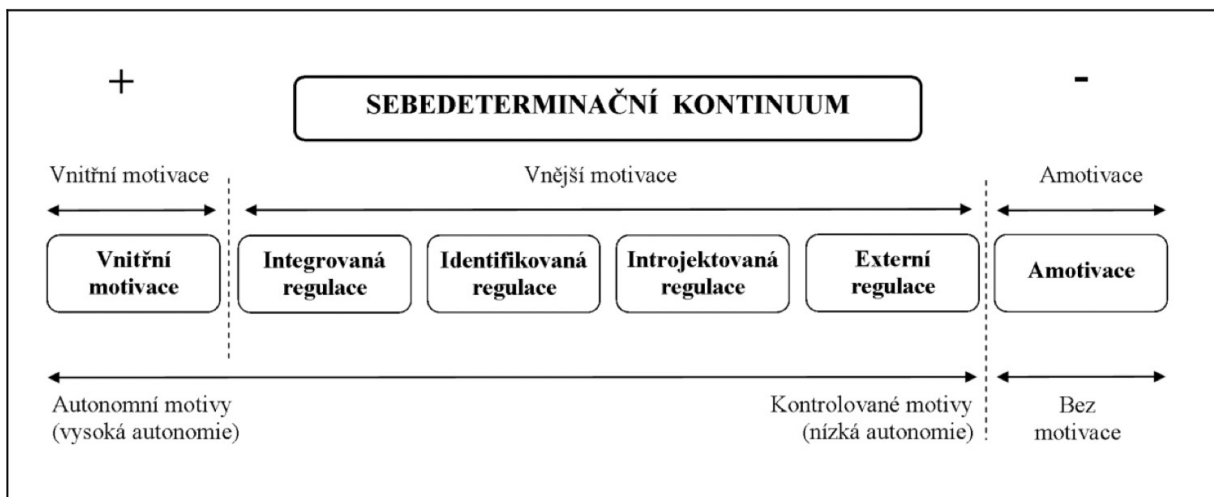 +
-
SEBEDETERMINAČNÍ KONTINUUM
Vnitřní motivace
Vnější motivace
Amotivace
Vnitřní
motivace
Integrovaná
regulace
Identifikovaná
regulace
Introjektovaná
regulace
Externí
regulace
Amotivace
Autonomní motivy
(vysoká autonomie)
Kontrolované motivy
(nízká autonomie)
Bez
motivace